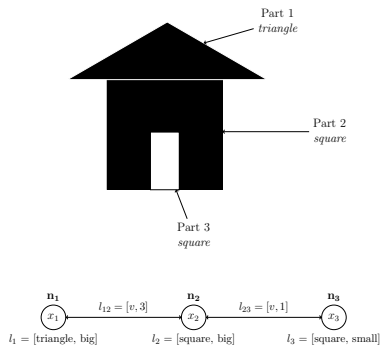 Part 1
triangle
Part 2
square
Part 3
square
n₁ n₂ n₃
l₁₂ = [v, 3] l₂₃ = [v, 1]
x₁ x₂ x₃
l₁ = [triangle, big] l₂ = [square, big] l₃ = [square, small]